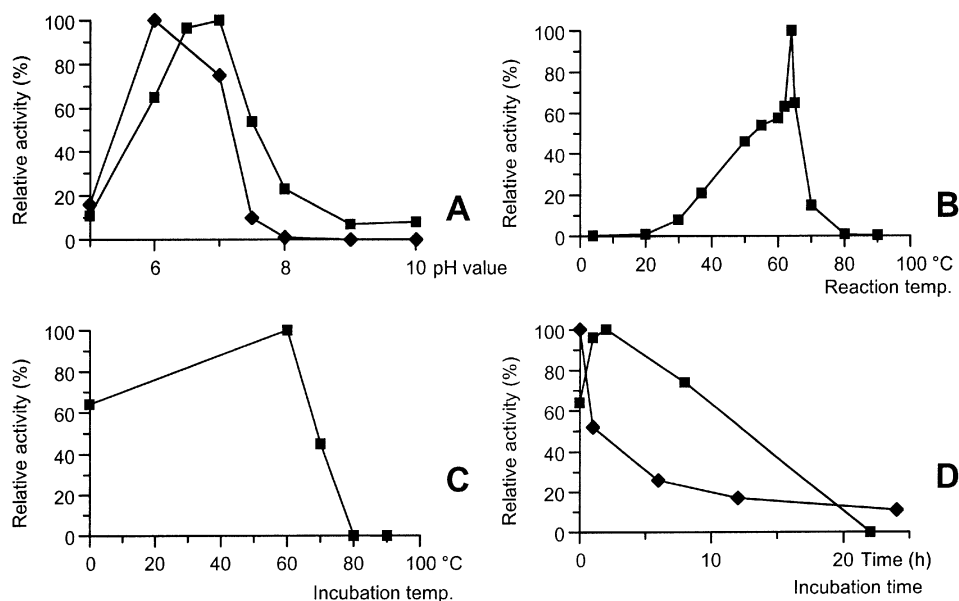 Relative activity (%)
100
80
60
40
20
0
6
8
10 pH value
A
Relative activity (%)
100
80
60
40
20
0
0
20
40
60
80
100 °C
Reaction temp.
B
Relative activity (%)
100
80
60
40
20
0
0
20
40
60
80
100 °C
Incubation temp.
C
Relative activity (%)
100
80
60
40
20
0
0
10
20 Time (h)
Incubation time
D